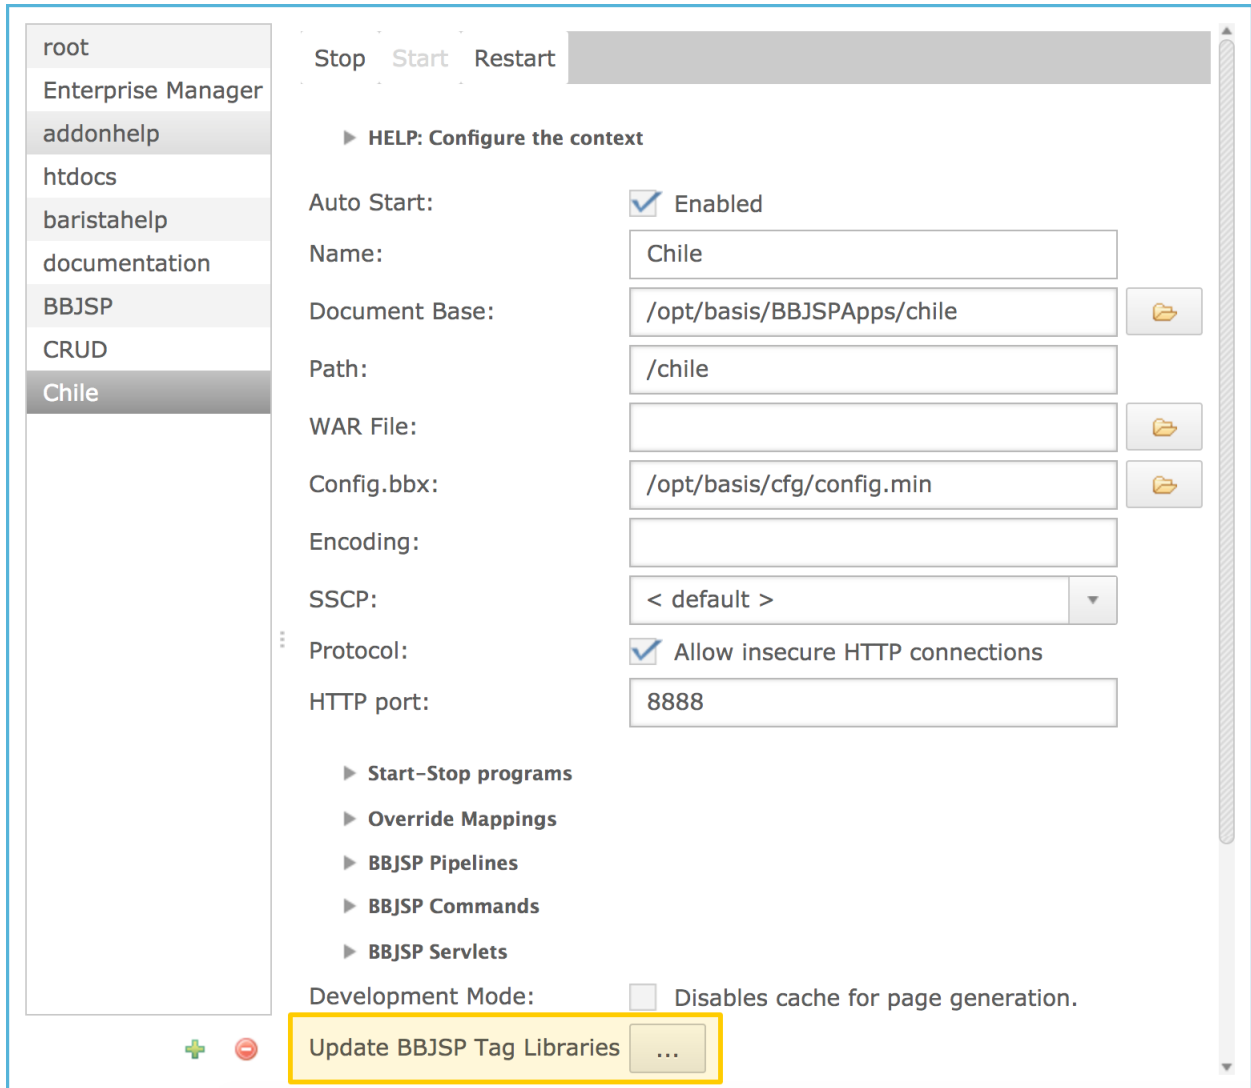 root
Enterprise Manager
addonhelp
htdocs
baristahelp
documentation
BBJSP
CRUD
Chile
Stop Start Restart
HELP: Configure the context
Auto Start: Enabled
Name: Chile
Document Base: /opt/basis/BBJSPApps/chile
Path: /chile
WAR File:
Config.bbx: /opt/basis/cfg/config.min
Encoding:
SSCP: < default >
Protocol: Allow insecure HTTP connections
HTTP port: 8888
Start-Stop programs
Override Mappings
BBJSP Pipelines
BBJSP Commands
BBJSP Servlets
Development Mode: Disables cache for page generation.
Update BBJSP Tag Libraries ...